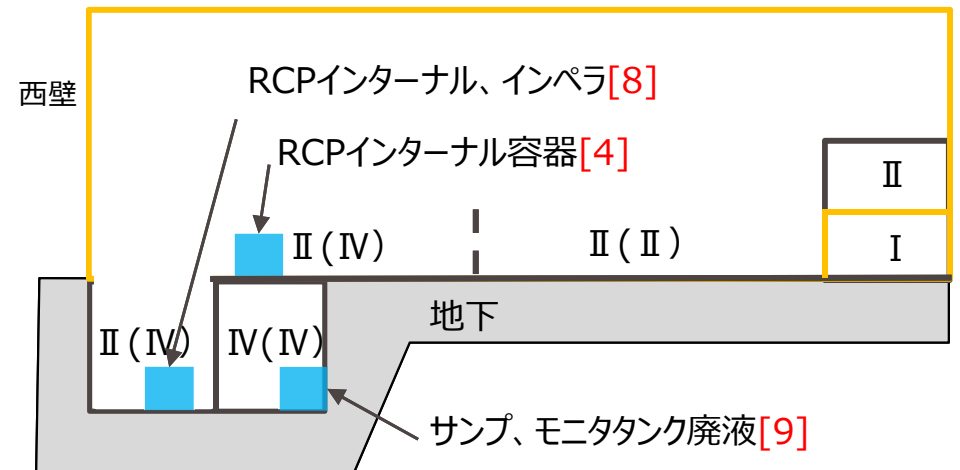 RCPインターナル、インペラ[8]
西壁
RCPインターナル容器[4]
Ⅱ
Ⅱ(Ⅳ)
Ⅱ(Ⅱ)
Ⅰ
地下
Ⅱ(Ⅳ)
Ⅳ(Ⅳ)
サンプ、モニタタンク廃液[9]